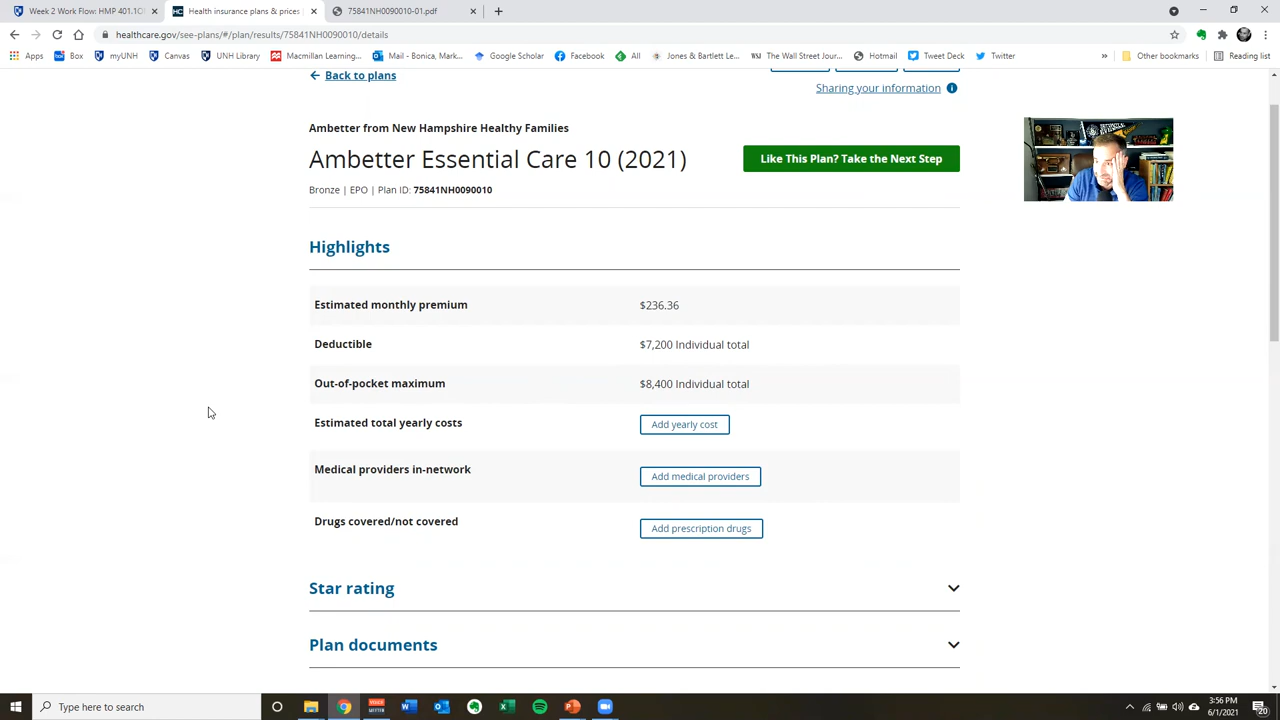 Week 2 Work Flow: HMP 401.1O
Health insurance plans & prices
75841NH0090010-01.pdf
healthcare.gov/see-plans/#/plan/results/75841NH0090010/details
Apps
Box
myUNH
Canvas
UNH Library
Macmillan Learning...
Mail - Bonica, Mark...
Google Scholar
Facebook
All
Jones & Bartlett Le...
The Wall Street Jour...
Hotmail
Tweet Deck
Twitter
»
Other bookmarks
Reading list
Back to plans
Sharing your information
Ambetter from New Hampshire Healthy Families
Ambetter Essential Care 10 (2021)
Like This Plan? Take the Next Step
Bronze | EPO | Plan ID: 75841NH0090010
Highlights
Estimated monthly premium $236.36
Deductible $7,200 Individual total
Out-of-pocket maximum $8,400 Individual total
Estimated total yearly costs Add yearly cost
Medical providers in-network Add medical providers
Drugs covered/not covered Add prescription drugs
Star rating
Plan documents
Type here to search
3:56 PM
6/1/2021
20